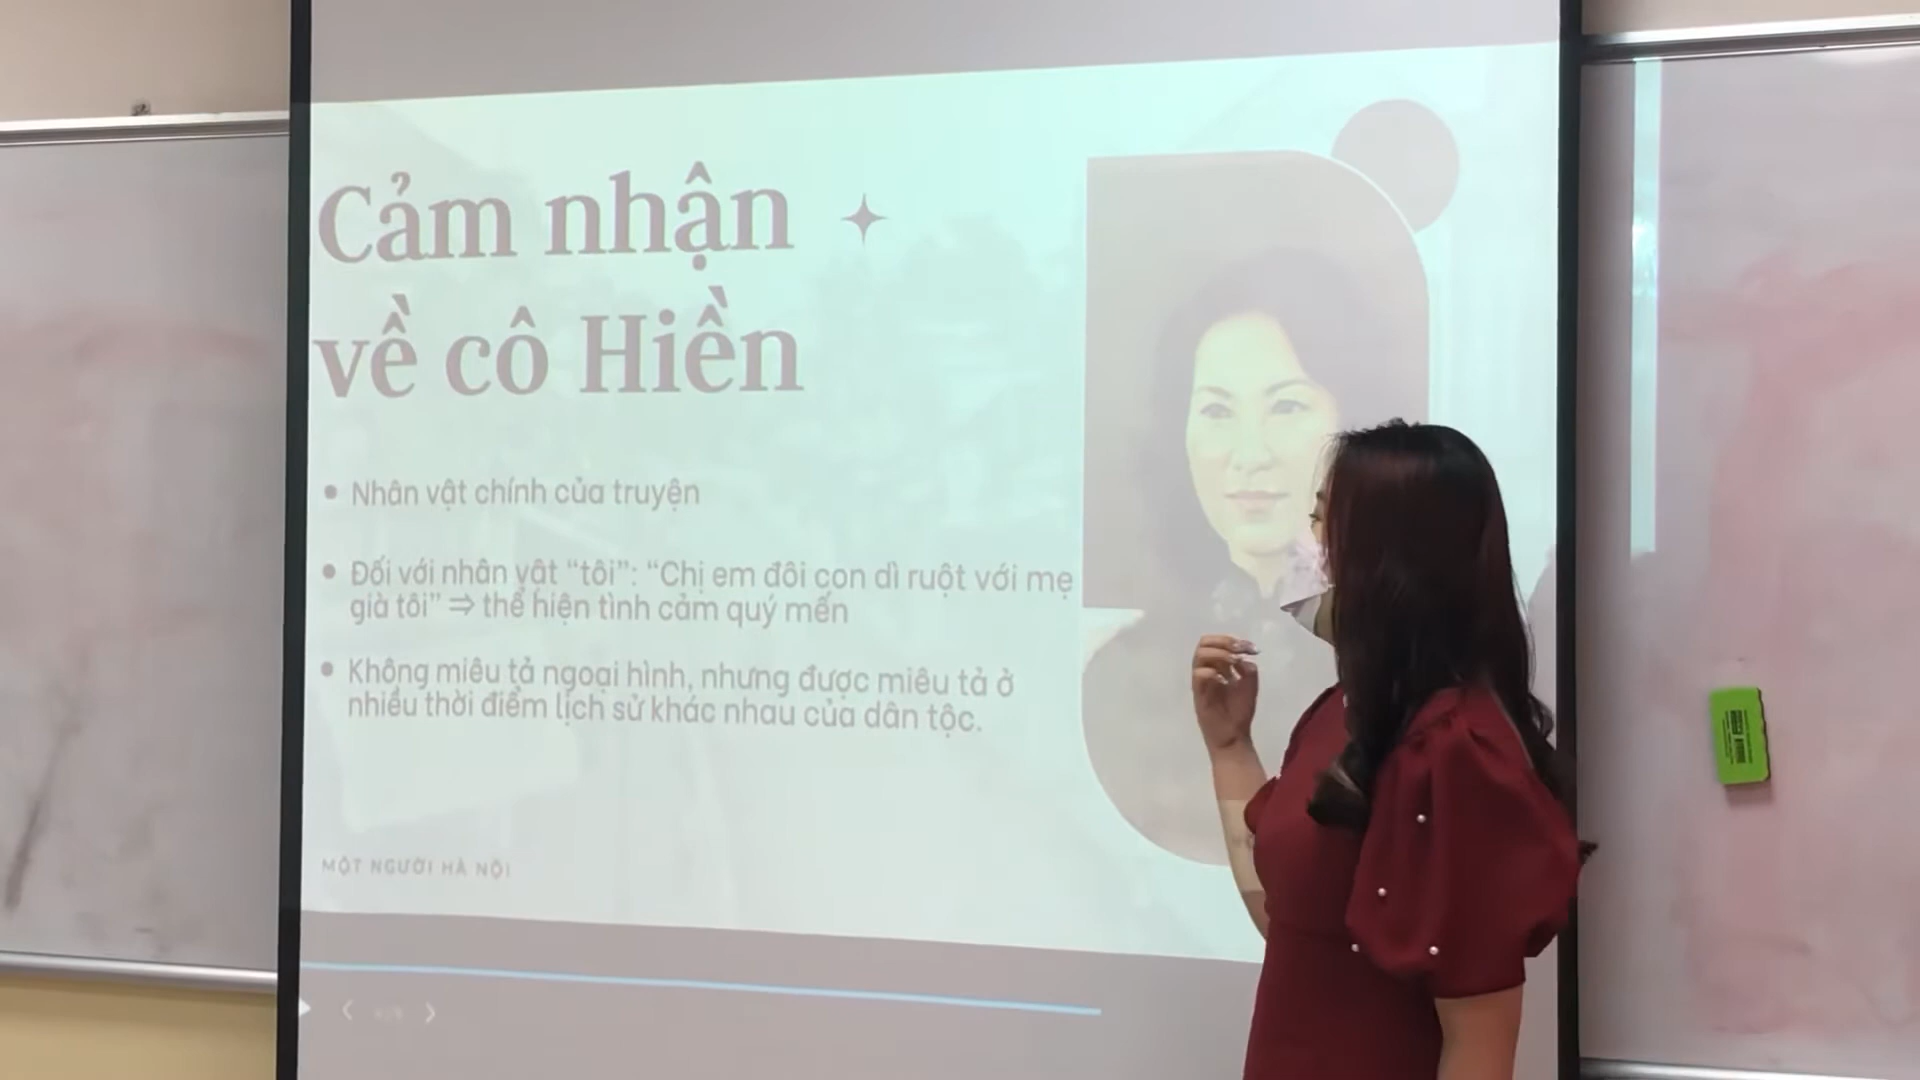 Cảm nhận
về cô Hiền
• Nhân vật chính của truyện
• Đối với nhân vật “tôi”: “Chị em đôi con dì ruột với mẹ
già tôi” ⇒ thể hiện tình cảm quý mến
• Không miêu tả ngoại hình, nhưng được miêu tả ở
nhiều thời điểm lịch sử khác nhau của dân tộc.
MỘT NGƯỜI HÀ NỘI